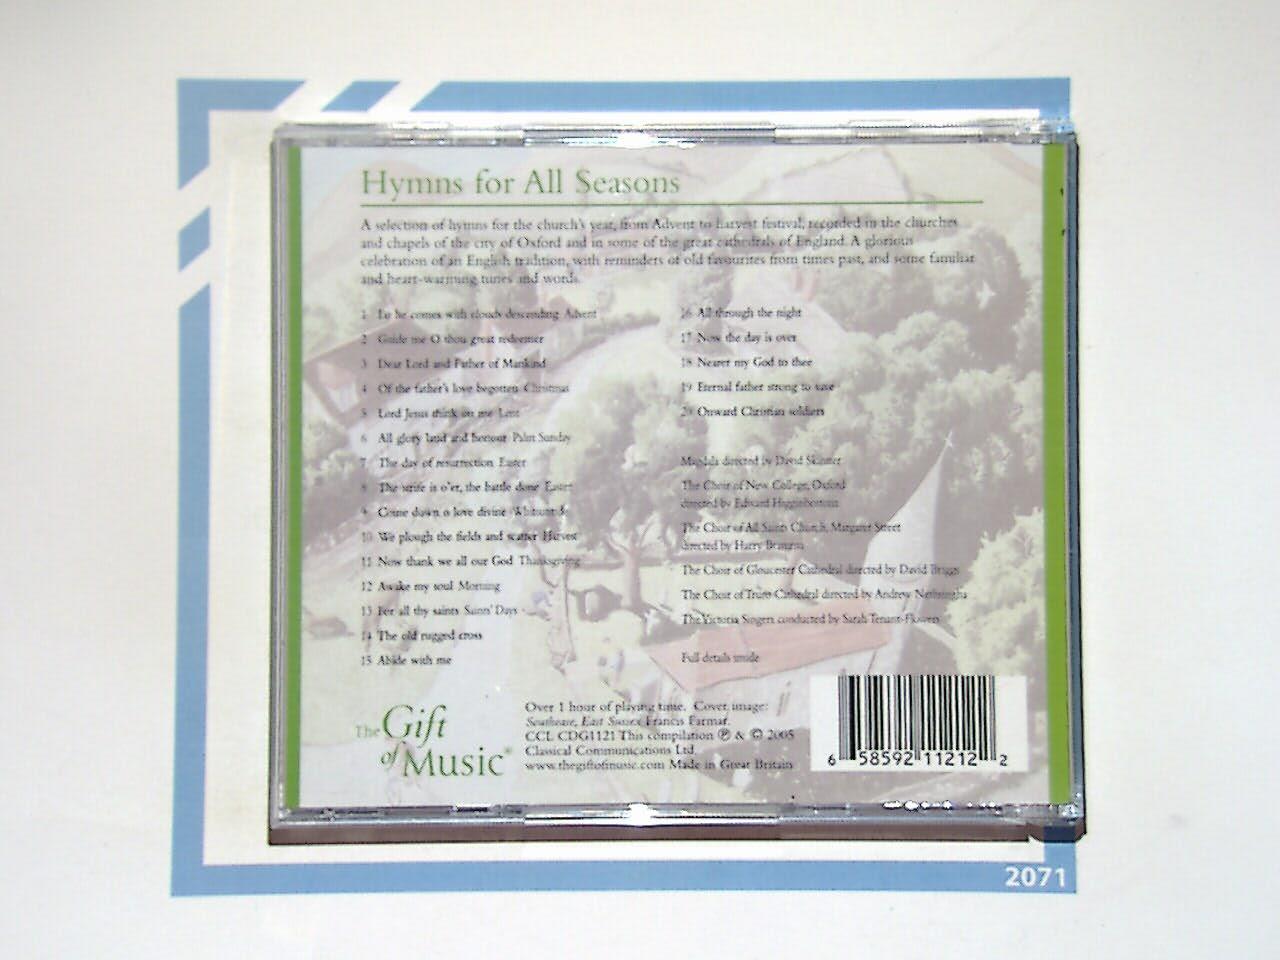 Hymns for All Seasons
A selection of hymns for the church's year, from Advent to harvest festival, recorded in the churches
and chapels of the city of Oxford and in some of the great cathedrals of England. A glorious
celebration of an English tradition, with reminders of old favourites from times past, and some familiar
and heart-warming tunes and words.
1 Lo he comes with clouds descending Advent
2 Guide me O thou great redeemer
3 Dear Lord and Father of Mankind
4 Of the father's love begotten Christmas
5 Lord Jesus think on me Lent
6 All glory laud and honour Palm Sunday
7 The day of resurrection Easter
8 The strife is o'er, the battle done Easter
9 Come down o love divine Whitsuntide
10 We plough the fields and scatter Harvest
11 Now thank we all our God Thanksgiving
12 Awake my soul Morning
13 For all thy saints Saints' Days
14 The old rugged cross
15 Abide with me
16 All through the night
17 Now the day is over
18 Nearer my God to thee
19 Eternal father strong to save
20 Onward Christian soldiers
Magdala directed by David Skinner
The Choir of New College, Oxford
directed by Edward Higginbottom
The Choir of All Saints Church, Margaret Street
directed by Harry Bramma
The Choir of Gloucester Cathedral directed by David Briggs
The Choir of Truro Cathedral directed by Andrew Nethsingha
The Victoria Singers conducted by Sarah Tenant-Flowers
Full details inside
The Gift
of Music®
Over 1 hour of playing time. Cover image:
Southease, East Sussex Francis Farmar.
CCL CDG1121 This compilation ℗ & © 2005
Classical Communications Ltd.
www.thegiftofmusic.com Made in Great Britain
6 58592 11212 2
2071